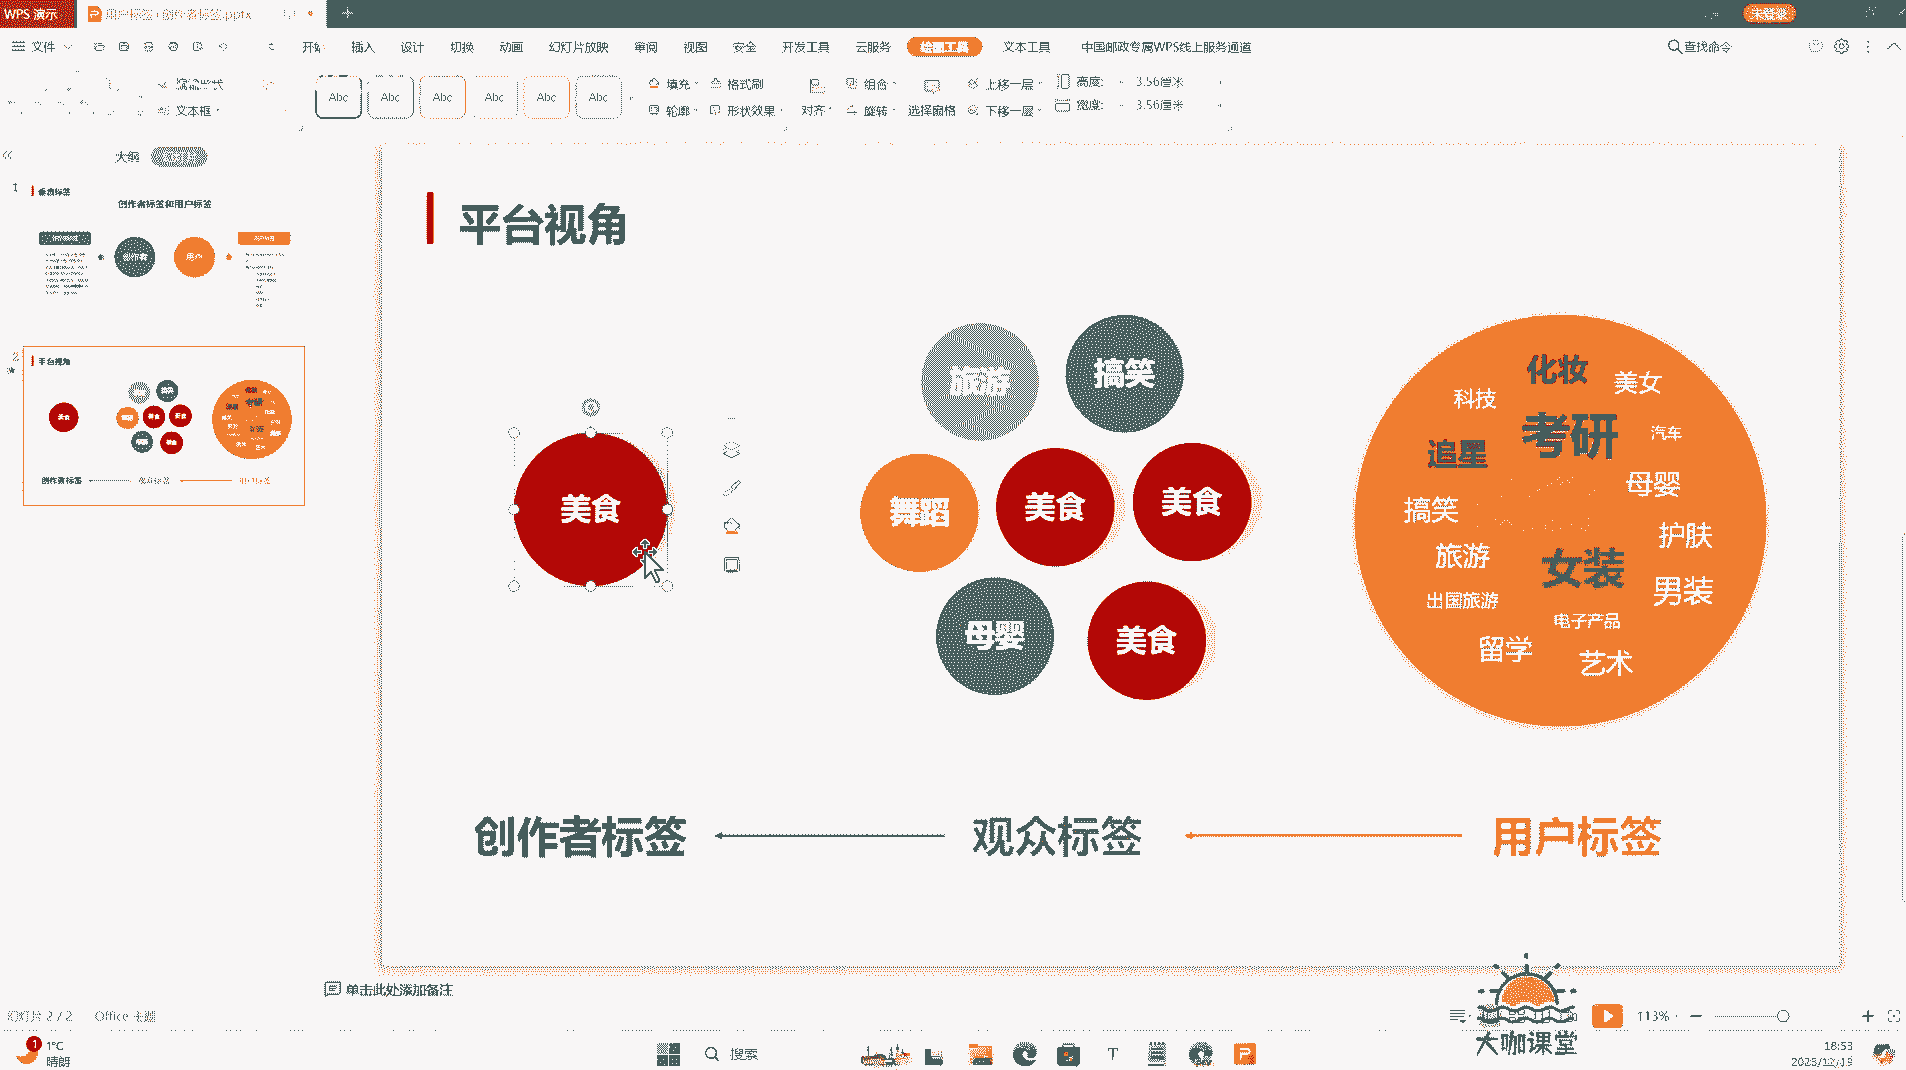 WPS 演示
用户标签+创作者标签.pptx
未登录
文件
开始 插入 设计 切换 动画 幻灯片放映 审阅 视图 安全 开发工具 云服务 绘图工具 文本工具 中国邮政专属WPS线上服务通道
查找命令
编辑形状
文本框
Abc Abc Abc Abc Abc Abc
填充 格式刷
轮廓 形状效果
对齐
组合
旋转
选择窗格
上移一层
下移一层
高度: 3.56厘米
宽度: 3.56厘米
大纲
1
垂直标签
创作者标签和用户标签
创作者
用户
2
平台视角
美食
创作者标签
观众标签
用户标签
平台视角
美食
旅游
搞笑
舞蹈
美食
美食
母婴
美食
化妆
科技
美女
考研
汽车
追星
母婴
搞笑
护肤
旅游
女装
男装
出国旅游
电子产品
留学
艺术
创作者标签
观众标签
用户标签
单击此处添加备注
幻灯片 2 / 2
Office 主题
113%
大咖课堂
1
1°C
晴朗
搜索
18:53